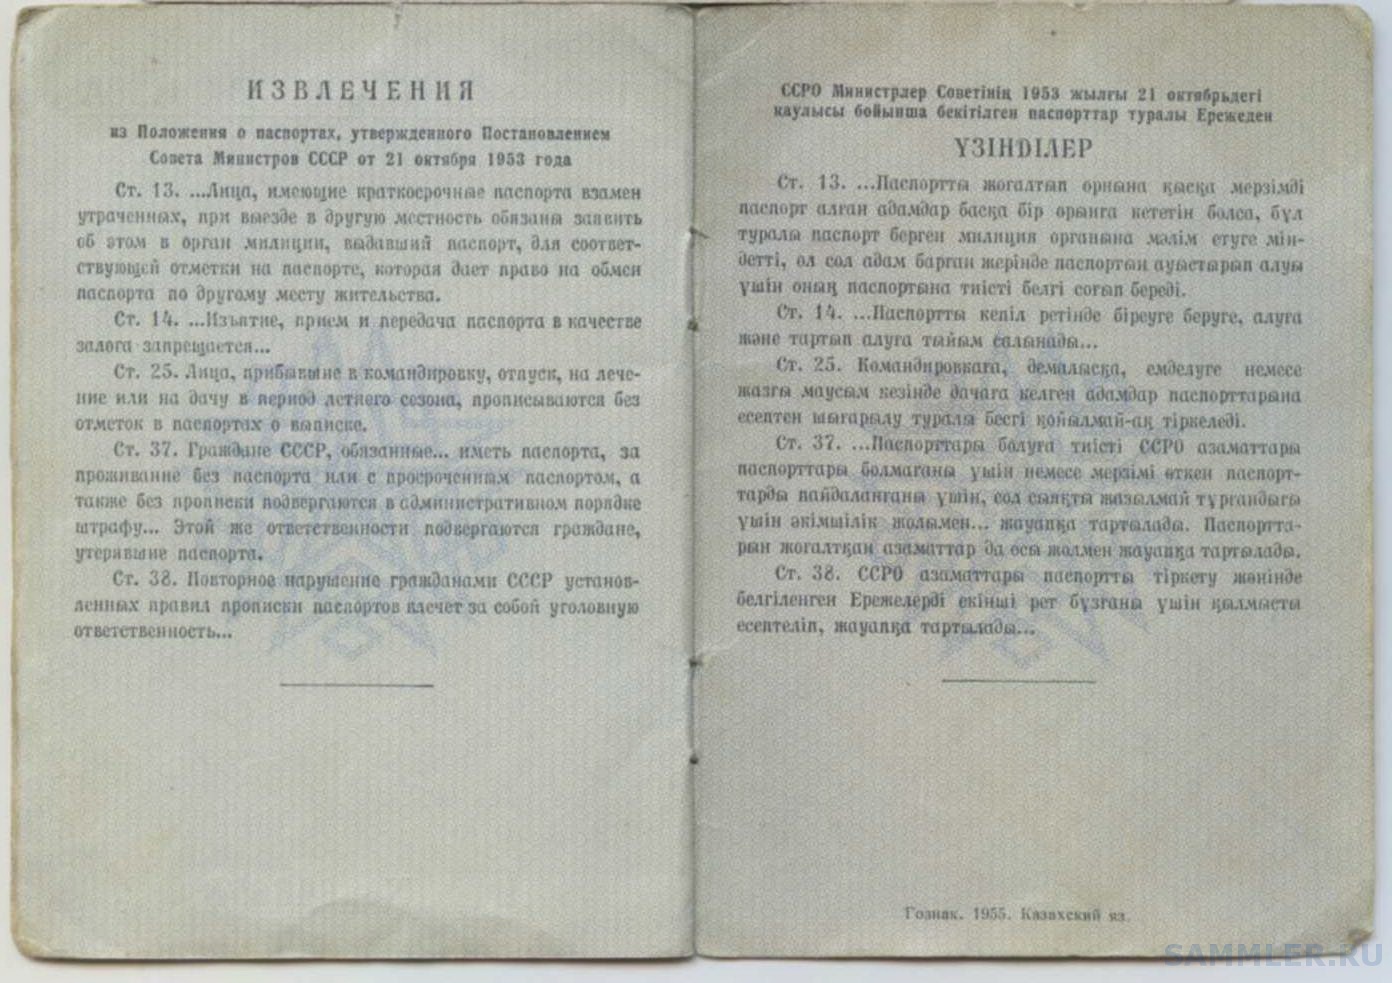 ИЗВЛЕЧЕНИЯ
из Положения о паспортах, утвержденного Постановлением
Совета Министров СССР от 21 октября 1953 года
Ст. 13. ...Лица, имеющие краткосрочные паспорта взамен
утраченных, при выезде в другую местность обязаны заявить
об этом в орган милиции, выдавший паспорт, для соответ-
ствующей отметки на паспорте, которая дает право на обмен
паспорта по другому месту жительства.
Ст. 14. ...Изъятие, прием и передача паспорта в качестве
залога запрещается...
Ст. 25. Лица, прибывшие в командировку, отпуск, на лече-
ние или на дачу в период летнего сезона, прописываются без
отметок в паспортах о выписке.
Ст. 37. Граждане СССР, обязанные... иметь паспорта, за
проживание без паспорта или с просроченным паспортом, а
также без прописки подвергаются в административном порядке
штрафу... Этой же ответственности подвергаются граждане,
утерявшие паспорта.
Ст. 38. Повторное нарушение гражданами СССР установ-
ленных правил прописки паспортов влечет за собой уголовную
ответственность...
ССРО Министрлер Советінің 1953 жылғы 21 октябрьдегі
каулысы бойынша бекітілген паспорттар туралы Ережеден
ҮЗІНДІЛЕР
Ст. 13. ...Паспортты жоғалтып орнына қысқа мерзімді
паспорт алған адамдар басқа бір орынға кететін болса, бұл
туралы паспорт берген милиция органына мәлім етуге мін-
детті, ол сол адам барған жерінде паспортын ауыстырып алуы
үшін оның паспортына тиісті белгі соғып береді.
Ст. 14. ...Паспортты кепіл ретінде біреуге беруге, алуға
және тартып алуға тыйым салынады...
Ст. 25. Командировкаға, демалысқа, емделуге немесе
жазғы маусым кезінде дачаға келген адамдар паспорттарына
есептен шығарылу туралы белгі қойылмай-ақ тіркеледі.
Ст. 37. ...Паспорттары болуға тиісті ССРО азаматтары
паспорттары болмағаны үшін немесе мерзімі өткен паспорт-
тарды пайдаланғаны үшін, сол сияқты жазылмай тұрғандығы
үшін әкімшілік жолымен... жауапқа тартылады. Паспортта-
рын жоғалтқан азаматтар да осы жолмен жауапқа тартылады.
Ст. 38. ССРО азаматтары паспортты тіркету жөнінде
белгіленген Ережелерді екінші рет бұзғаны үшін қылмысты
есептеліп, жауапқа тартылады...
Гознак. 1955. Казахский яз.
SAMMLER.RU